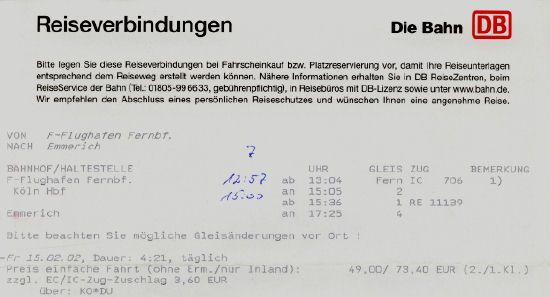 Reiseverbindungen Die Bahn DB
Bitte legen Sie diese Reiseverbindungen bei Fahrscheinkauf bzw. Platzreservierung vor, damit Ihre Reiseunterlagen
entsprechend dem Reiseweg erstellt werden können. Nähere Informationen erhalten Sie in DB ReiseZentren, beim
ReiseService der Bahn (Tel.: 01805-99 66 33, gebührenpflichtig), in Reisebüros mit DB-Lizenz sowie unter www.bahn.de.
Wir empfehlen den Abschluss eines persönlichen Reiseschutzes und wünschen Ihnen eine angenehme Reise.
VON F-Flughafen Fernbf.
NACH Emmerich
7
BAHNHOF/HALTESTELLE UHR GLEIS ZUG BEMERKUNG
F-Flughafen Fernbf. 12:57 ab 13:04 Fern IC 706 1)
Köln Hbf 15:00 an 15:05 2
ab 15:36 1 RE 11139
Emmerich an 17:25 4
Bitte beachten Sie mögliche Gleisänderungen vor Ort !
Fr 15.02.02, Dauer: 4:21, täglich
Preis einfache Fahrt (ohne Erm./nur Inland): 49,00/ 73,40 EUR (2./1.Kl.)
zzgl. EC/IC-Zug-Zuschlag 3,60 EUR
über: KO*DU